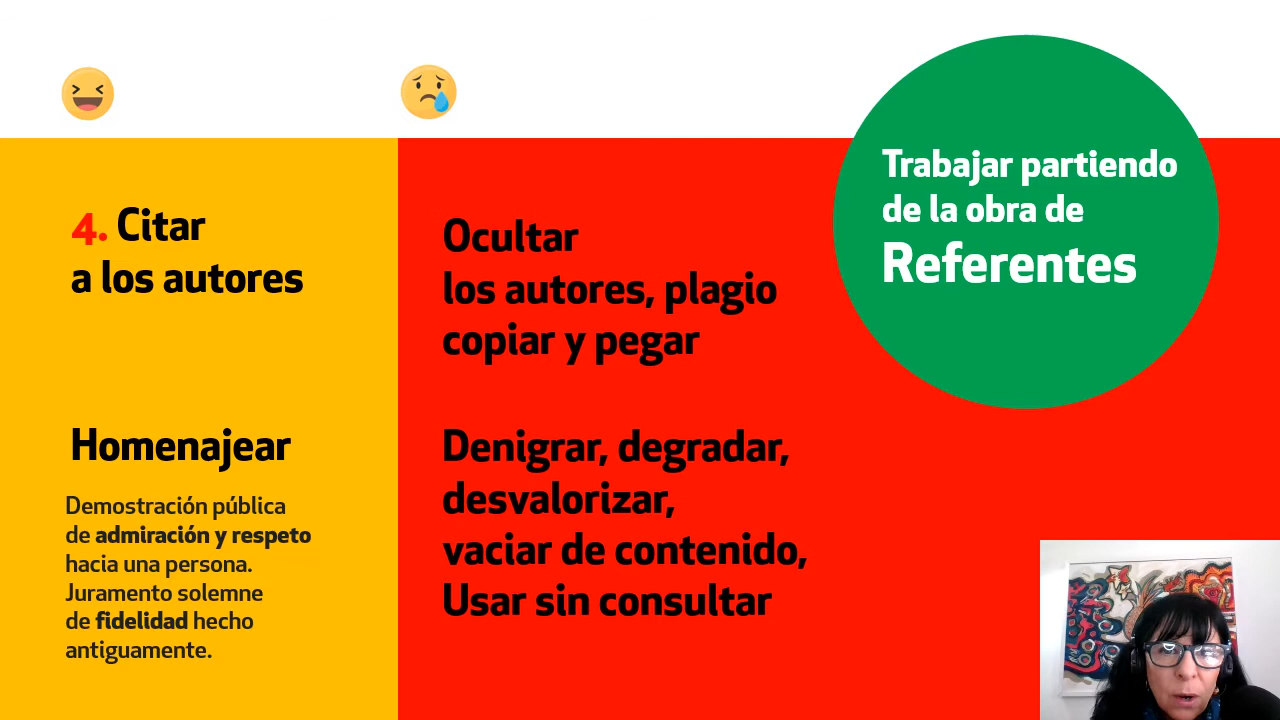 4. Citar
a los autores
Homenajear
Demostración pública
de admiración y respeto
hacia una persona.
Juramento solemne
de fidelidad hecho
antiguamente.
Ocultar
los autores, plagio
copiar y pegar
Denigrar, degradar,
desvalorizar,
vaciar de contenido,
Usar sin consultar
Trabajar partiendo
de la obra de
Referentes